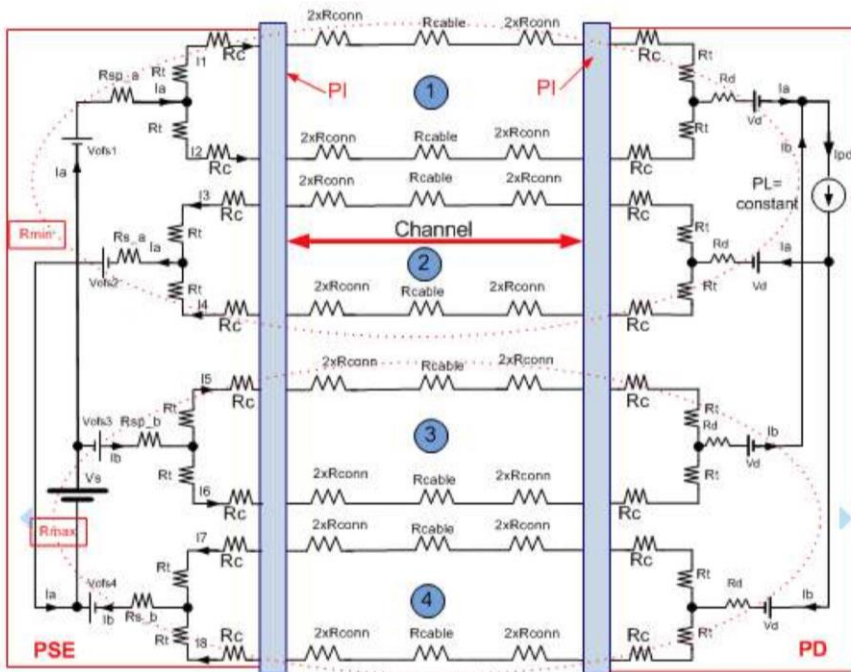 2xRconn Rcable 2xRconn
I1 Rc Rc
Rt Rt
Rsp_a Ia PI 1 PI Rd Ia
Vd Ib Ipd
Rt Rt
Vofs1 2xRconn Rcable 2xRconn
I2 Rc Rc
Ia
2xRconn Rcable 2xRconn PL=
I3 Rc Rc constant
Rmin Rs_a Rt Channel Rt
Ia Rd Ia
Vofs2 2 Vd
Rt Rt
I4 2xRconn Rcable 2xRconn
Rc Rc
I5 2xRconn Rcable 2xRconn
Rc Rc
Vofs3 Rsp_b Rt Rt
Rd Ib
Ib 3 Vd
Vs Rt Rt
I6 2xRconn Rcable 2xRconn
Rc Rc
Rmax I7 2xRconn Rcable 2xRconn
Rc Rc
Vofs4 Rt Rt
Ia Rd Ib
Ib Rs_b 4 Vd
Rt Rt
PSE I8 Rc 2xRconn Rcable 2xRconn Rc PD